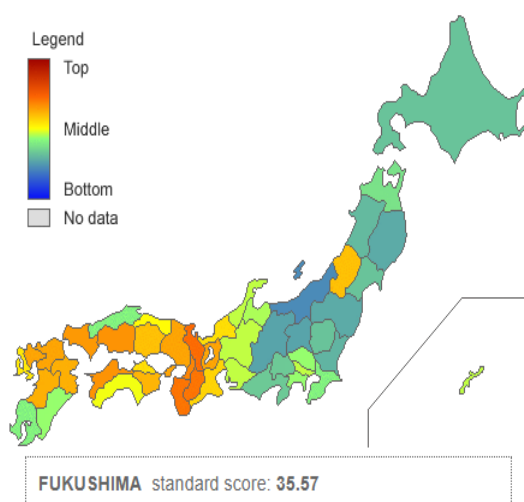 Legend
Top
Middle
Bottom
No data
FUKUSHIMA standard score: 35.57